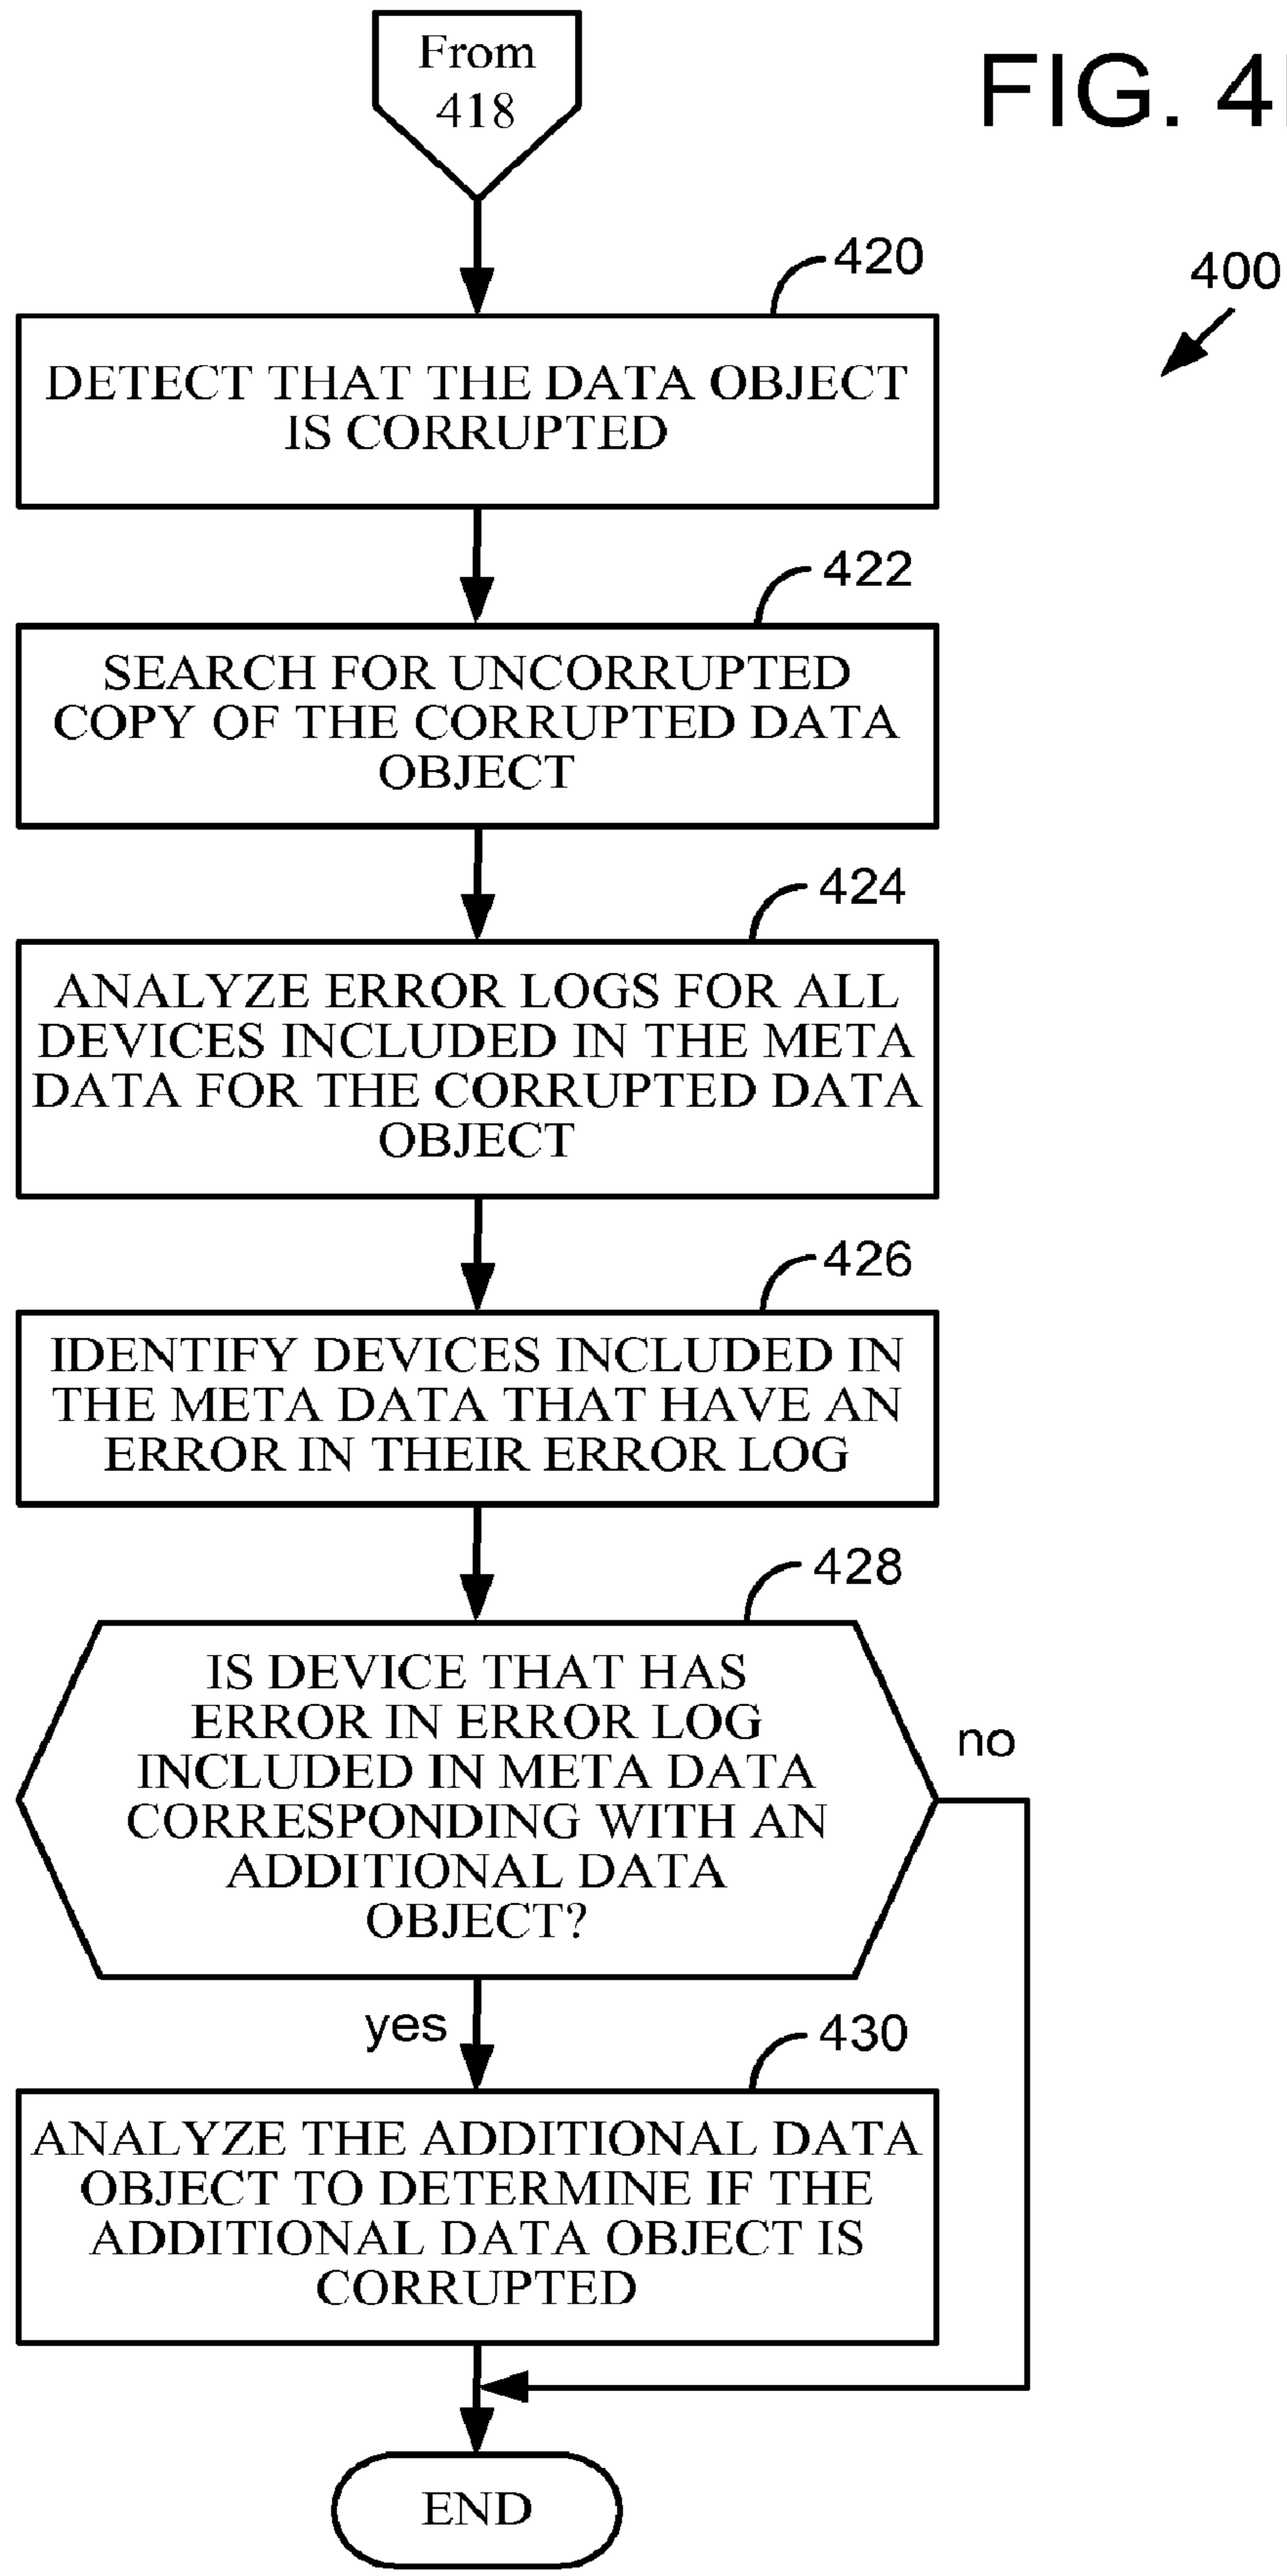 From
418
FIG. 4
400
420
DETECT THAT THE DATA OBJECT
IS CORRUPTED
422
SEARCH FOR UNCORRUPTED
COPY OF THE CORRUPTED DATA
OBJECT
424
ANALYZE ERROR LOGS FOR ALL
DEVICES INCLUDED IN THE META
DATA FOR THE CORRUPTED DATA
OBJECT
426
IDENTIFY DEVICES INCLUDED IN
THE META DATA THAT HAVE AN
ERROR IN THEIR ERROR LOG
428
IS DEVICE THAT HAS
ERROR IN ERROR LOG
INCLUDED IN META DATA
CORRESPONDING WITH AN
ADDITIONAL DATA
OBJECT?
no
yes
430
ANALYZE THE ADDITIONAL DATA
OBJECT TO DETERMINE IF THE
ADDITIONAL DATA OBJECT IS
CORRUPTED
END